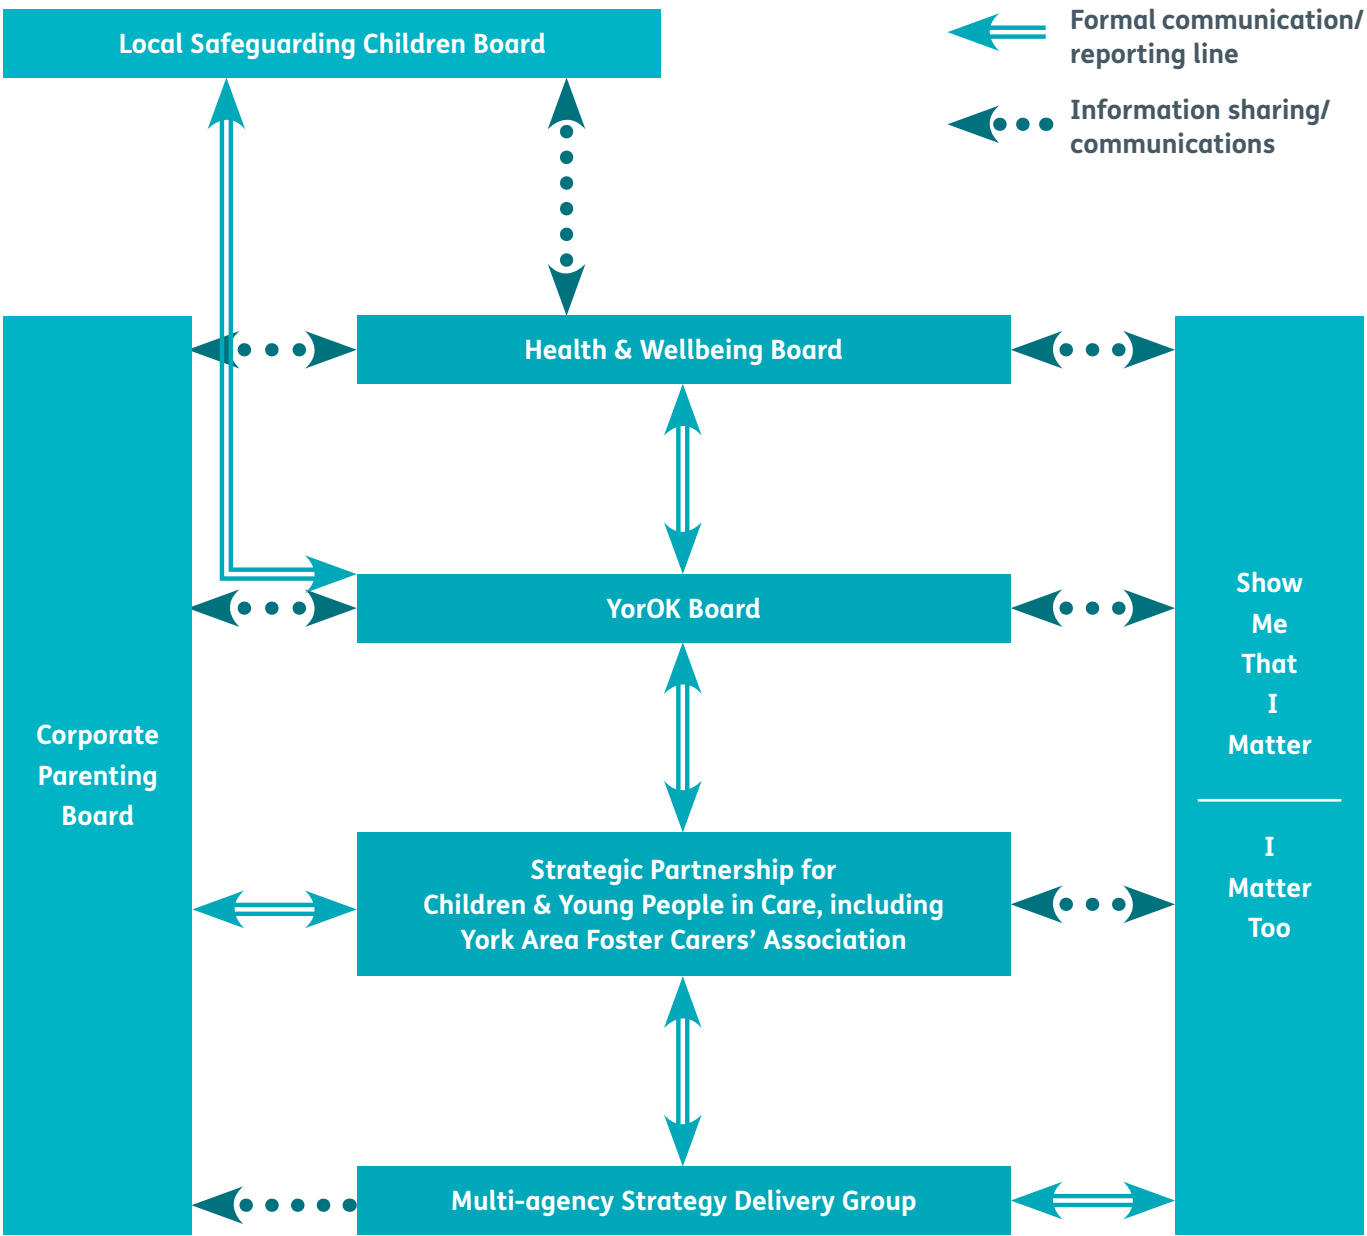 Local Safeguarding Children Board
Formal communication/
reporting line
Information sharing/
communications
Health & Wellbeing Board
YorOK Board
Corporate
Parenting
Board
Show
Me
That
I
Matter
I
Matter
Too
Strategic Partnership for
Children & Young People in Care, including
York Area Foster Carers’ Association
Multi-agency Strategy Delivery Group